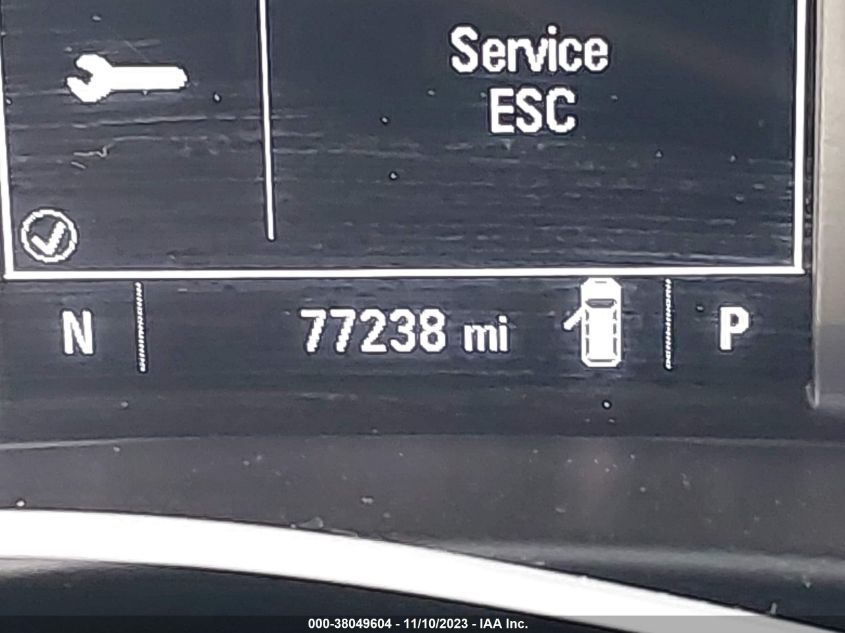 Service
ESC
N 77238 mi P
000-38049604 - 11/10/2023 - IAA Inc.